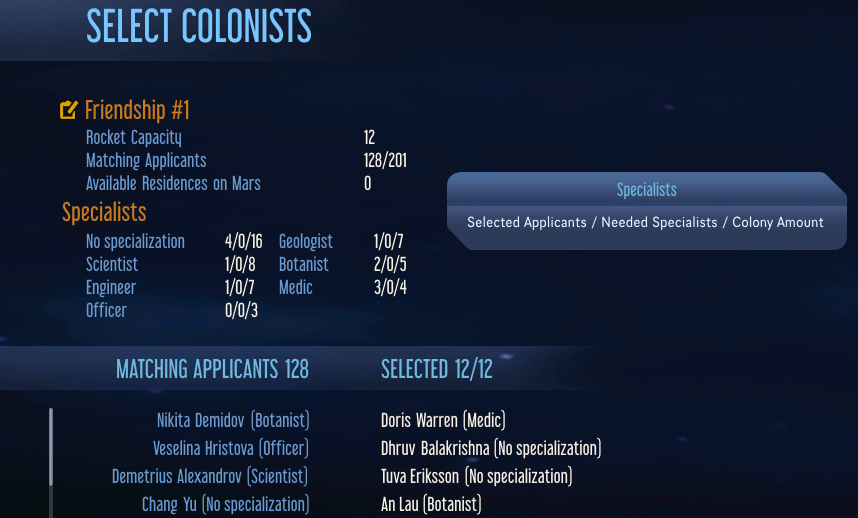 SELECT COLONISTS
Friendship #1
Rocket Capacity 12
Matching Applicants 128/201
Available Residences on Mars 0
Specialists
No specialization 4/0/16 Geologist 1/0/7
Scientist 1/0/8 Botanist 2/0/5
Engineer 1/0/7 Medic 3/0/4
Officer 0/0/3
Specialists
Selected Applicants / Needed Specialists / Colony Amount
MATCHING APPLICANTS 128 SELECTED 12/12
Nikita Demidov (Botanist) Doris Warren (Medic)
Veselina Hristova (Officer) Dhruv Balakrishna (No specialization)
Demetrius Alexandrov (Scientist) Tuva Eriksson (No specialization)
Chang Yu (No specialization) An Lau (Botanist)